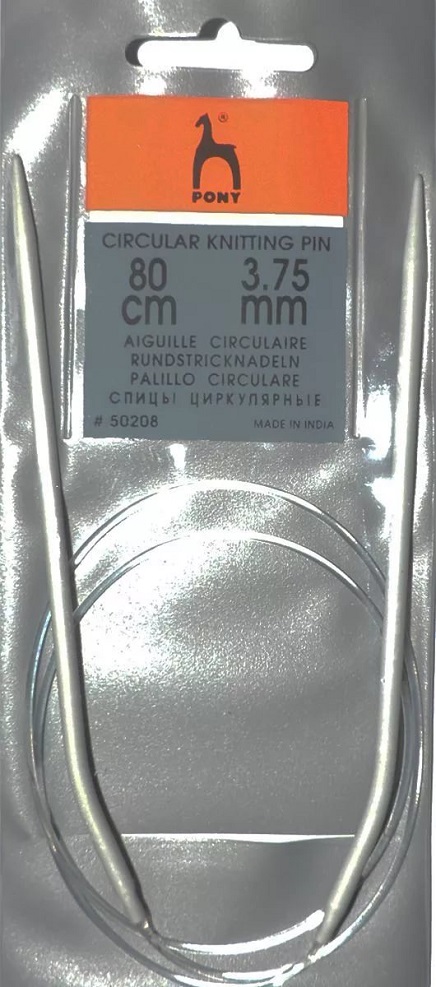 ®
PONY
CIRCULAR KNITTING PIN
80 3.75
cm mm
AIGUILLE CIRCULAIRE
RUNDSTRICKNADELN
PALILLO CIRCULARE
СПИЦЫ ЦИРКУЛЯРНЫЕ
# 50208 MADE IN INDIA